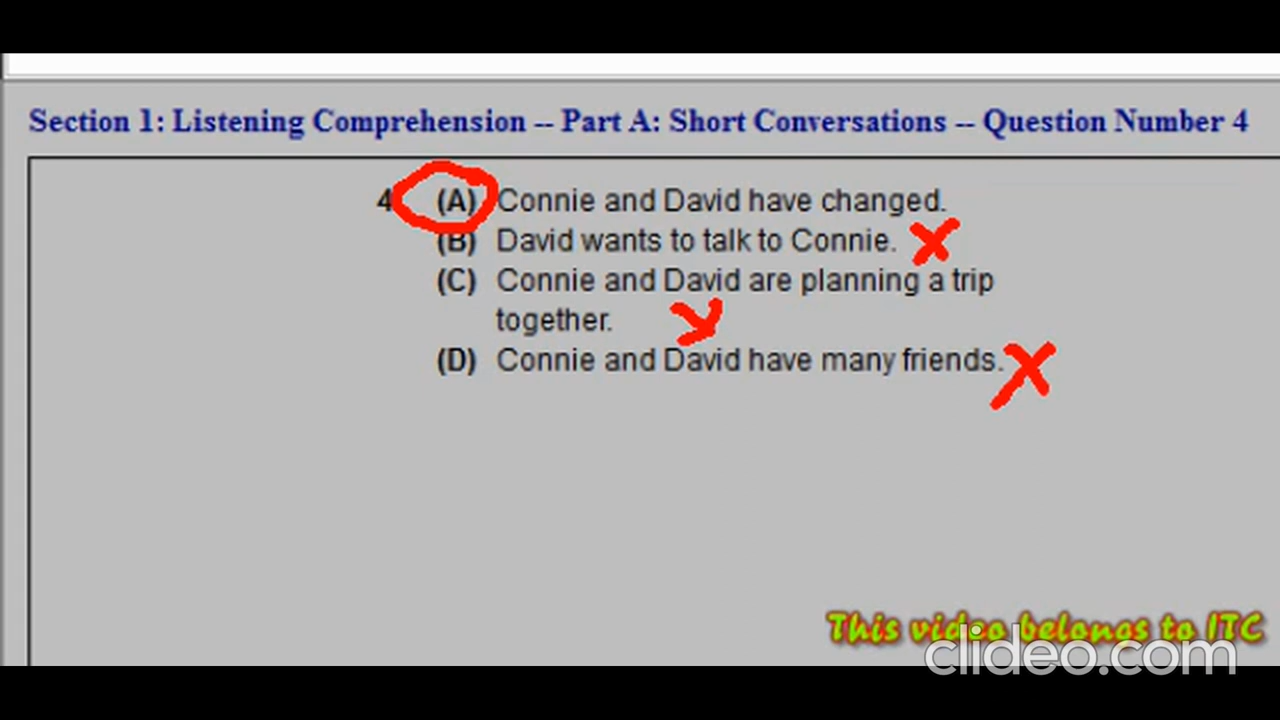 Section 1: Listening Comprehension -- Part A: Short Conversations -- Question Number 4
4 (A) Connie and David have changed.
(B) David wants to talk to Connie.
(C) Connie and David are planning a trip
together.
(D) Connie and David have many friends.
This video belongs to ITC
clideo.com